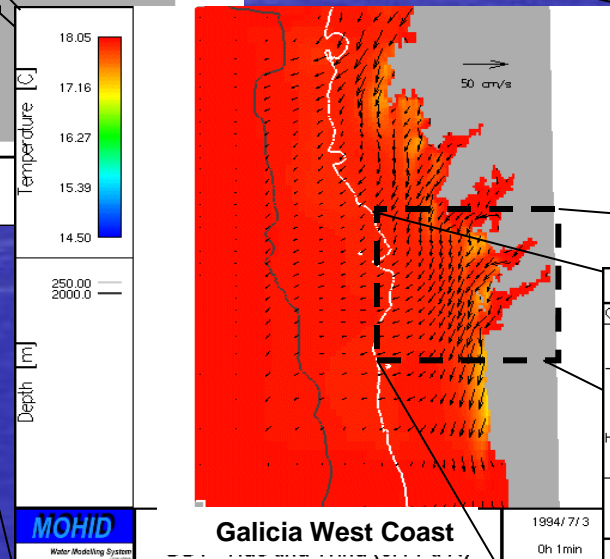 18.05
17.16
16.27
15.39
14.50
Temperature [C]
250.00
2000.0
Depth [m]
50 cm/s
MOHID
Water Modelling System
Galicia West Coast
1994/7/3
0h 1min